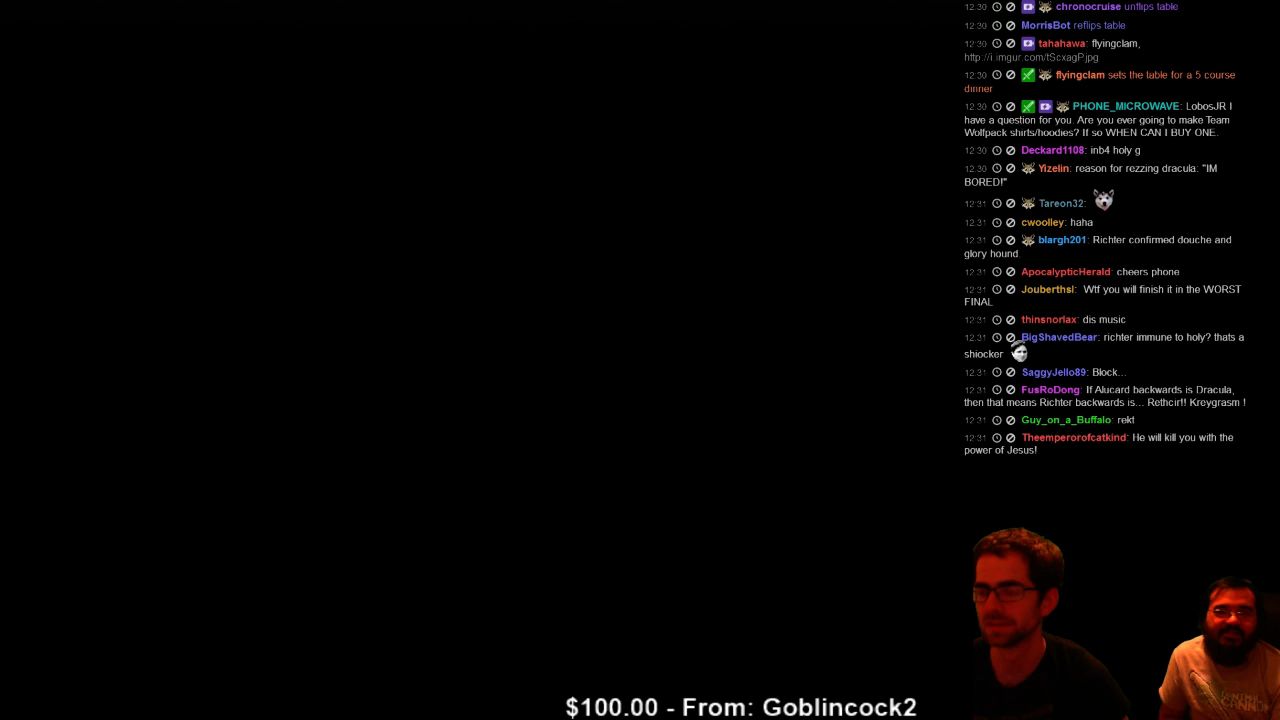 12:30 chronocruise unflips table
12:30 MorrisBot reflips table
12:30 tahahawa: flyingclam,
http://i.imgur.com/tScxagP.jpg
12:30 flyingclam sets the table for a 5 course
dinner
12:30 PHONE_MICROWAVE: LobosJR I
have a question for you. Are you ever going to make Team
Wolfpack shirts/hoodies? If so WHEN CAN I BUY ONE.
12:30 Deckard1108: inb4 holy g
12:30 Yizelin: reason for rezzing dracula: "IM
BORED!"
12:31 Tareon32:
12:31 cwoolley: haha
12:31 blargh201: Richter confirmed douche and
glory hound.
12:31 ApocalypticHerald: cheers phone
12:31 Jouberthsl: Wtf you will finish it in the WORST
FINAL
12:31 thinsnorlax: dis music
12:31 BigShavedBear: richter immune to holy? thats a
shiocker
12:31 SaggyJello89: Block...
12:31 FusRoDong: If Alucard backwards is Dracula,
then that means Richter backwards is... Rethcir!! Kreygrasm !
12:31 Guy_on_a_Buffalo: rekt
12:31 Theemperorofcatkind: He will kill you with the
power of Jesus!
$100.00 - From: Goblincock2